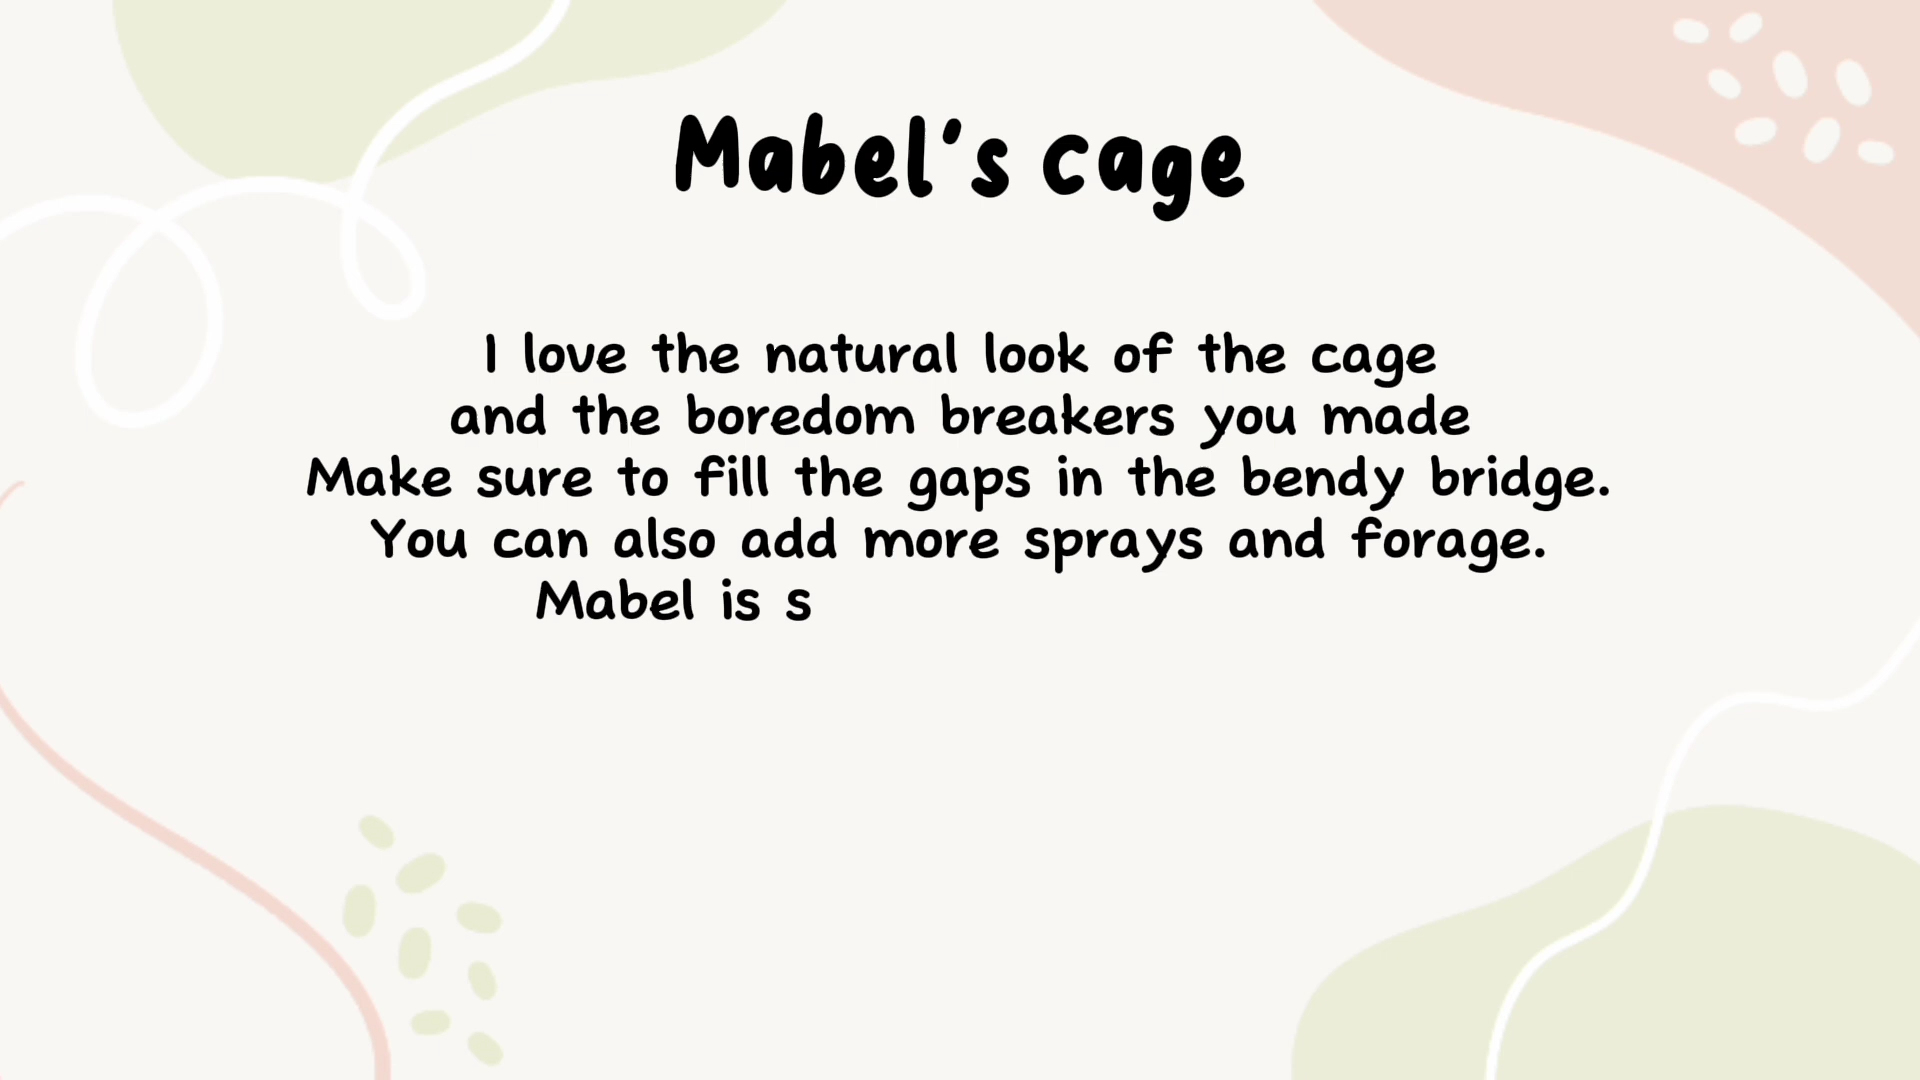 Mabel's cage
I love the natural look of the cage
and the boredom breakers you made
Make sure to fill the gaps in the bendy bridge.
You can also add more sprays and forage.
Mabel is s